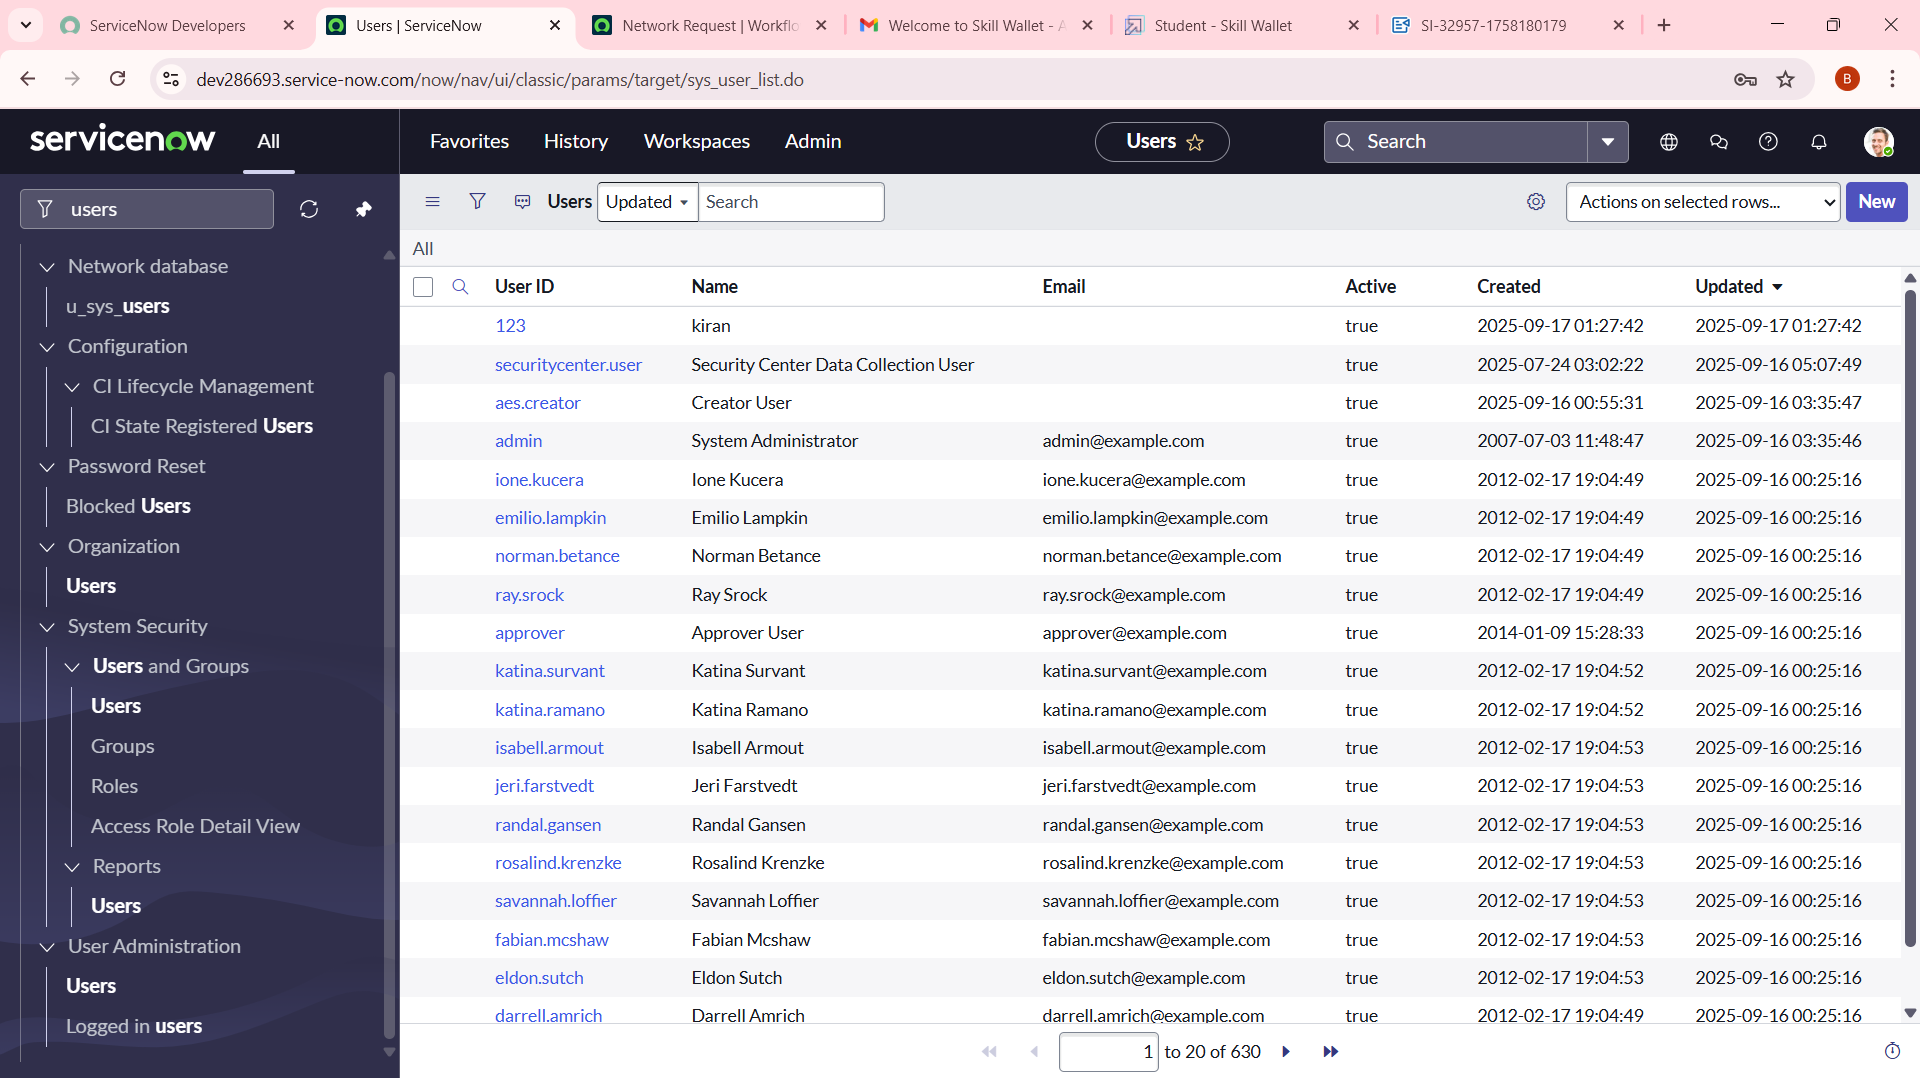 ServiceNow Developers
Users | ServiceNow
Network Request | Workflo
Welcome to Skill Wallet - A
Student - Skill Wallet
SI-32957-1758180179
dev286693.service-now.com/now/nav/ui/classic/params/target/sys_user_list.do
B
servicenow
All
Favorites
History
Workspaces
Admin
Users
Search
users
Network database
u_sys_users
Configuration
CI Lifecycle Management
CI State Registered Users
Password Reset
Blocked Users
Organization
Users
System Security
Users and Groups
Users
Groups
Roles
Access Role Detail View
Reports
Users
User Administration
Users
Logged in users
Users
Updated
Search
Actions on selected rows...
New
All
User ID Name Email Active Created Updated
123 kiran true 2025-09-17 01:27:42 2025-09-17 01:27:42
securitycenter.user Security Center Data Collection User true 2025-07-24 03:02:22 2025-09-16 05:07:49
aes.creator Creator User true 2025-09-16 00:55:31 2025-09-16 03:35:47
admin System Administrator admin@example.com true 2007-07-03 11:48:47 2025-09-16 03:35:46
ione.kucera Ione Kucera ione.kucera@example.com true 2012-02-17 19:04:49 2025-09-16 00:25:16
emilio.lampkin Emilio Lampkin emilio.lampkin@example.com true 2012-02-17 19:04:49 2025-09-16 00:25:16
norman.betance Norman Betance norman.betance@example.com true 2012-02-17 19:04:49 2025-09-16 00:25:16
ray.srock Ray Srock ray.srock@example.com true 2012-02-17 19:04:49 2025-09-16 00:25:16
approver Approver User approver@example.com true 2014-01-09 15:28:33 2025-09-16 00:25:16
katina.survant Katina Survant katina.survant@example.com true 2012-02-17 19:04:52 2025-09-16 00:25:16
katina.ramano Katina Ramano katina.ramano@example.com true 2012-02-17 19:04:52 2025-09-16 00:25:16
isabell.armout Isabell Armout isabell.armout@example.com true 2012-02-17 19:04:53 2025-09-16 00:25:16
jeri.farstvedt Jeri Farstvedt jeri.farstvedt@example.com true 2012-02-17 19:04:53 2025-09-16 00:25:16
randal.gansen Randal Gansen randal.gansen@example.com true 2012-02-17 19:04:53 2025-09-16 00:25:16
rosalind.krenzke Rosalind Krenzke rosalind.krenzke@example.com true 2012-02-17 19:04:53 2025-09-16 00:25:16
savannah.loffier Savannah Loffier savannah.loffier@example.com true 2012-02-17 19:04:53 2025-09-16 00:25:16
fabian.mcshaw Fabian Mcshaw fabian.mcshaw@example.com true 2012-02-17 19:04:53 2025-09-16 00:25:16
eldon.sutch Eldon Sutch eldon.sutch@example.com true 2012-02-17 19:04:53 2025-09-16 00:25:16
darrell.amrich Darrell Amrich darrell.amrich@example.com true 2012-02-17 19:04:49 2025-09-16 00:25:16
1 to 20 of 630